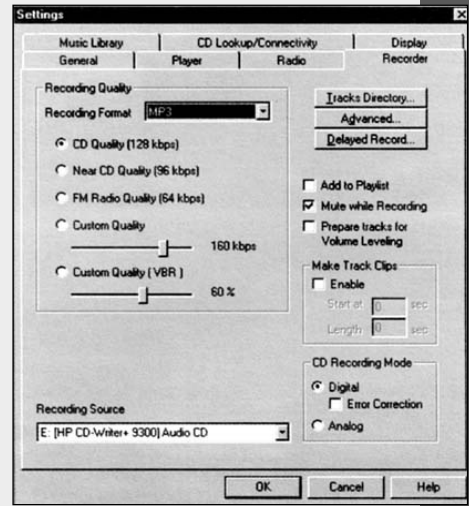 Settings
Music Library CD Lookup/Connectivity Display
General Player Radio Recorder
Recording Quality
Recording Format MP3
CD Quality (128 kbps)
Near CD Quality (96 kbps)
FM Radio Quality (64 kbps)
Custom Quality
160 kbps
Custom Quality (VBR)
60 %
Recording Source
E: [HP CD-Writer+ 9300] Audio CD
Tracks Directory...
Advanced...
Delayed Record...
Add to Playlist
Mute while Recording
Prepare tracks for
Volume Leveling
Make Track Clips
Enable
Start at 0 sec
Length 0 sec
CD Recording Mode
Digital
Error Correction
Analog
OK Cancel Help